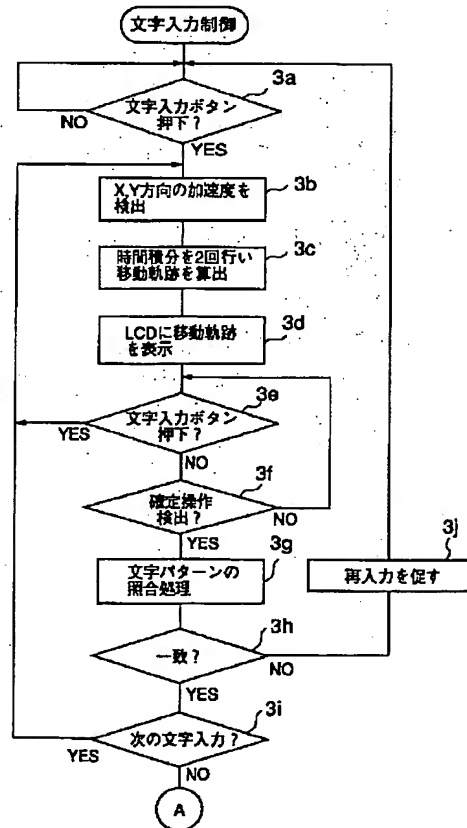 文字入力制御
3a
文字入力ボタン
押下?
NO
YES
3b
X,Y方向の加速度を
検出
3c
時間積分を2回行い
移動軌跡を算出
3d
LCDに移動軌跡
を表示
3e
文字入力ボタン
押下?
YES
NO
3f
確定操作
検出?
NO
YES
3g
文字パターンの
照合処理
3j
再入力を促す
3h
一致?
NO
YES
3i
次の文字入力?
YES
NO
A